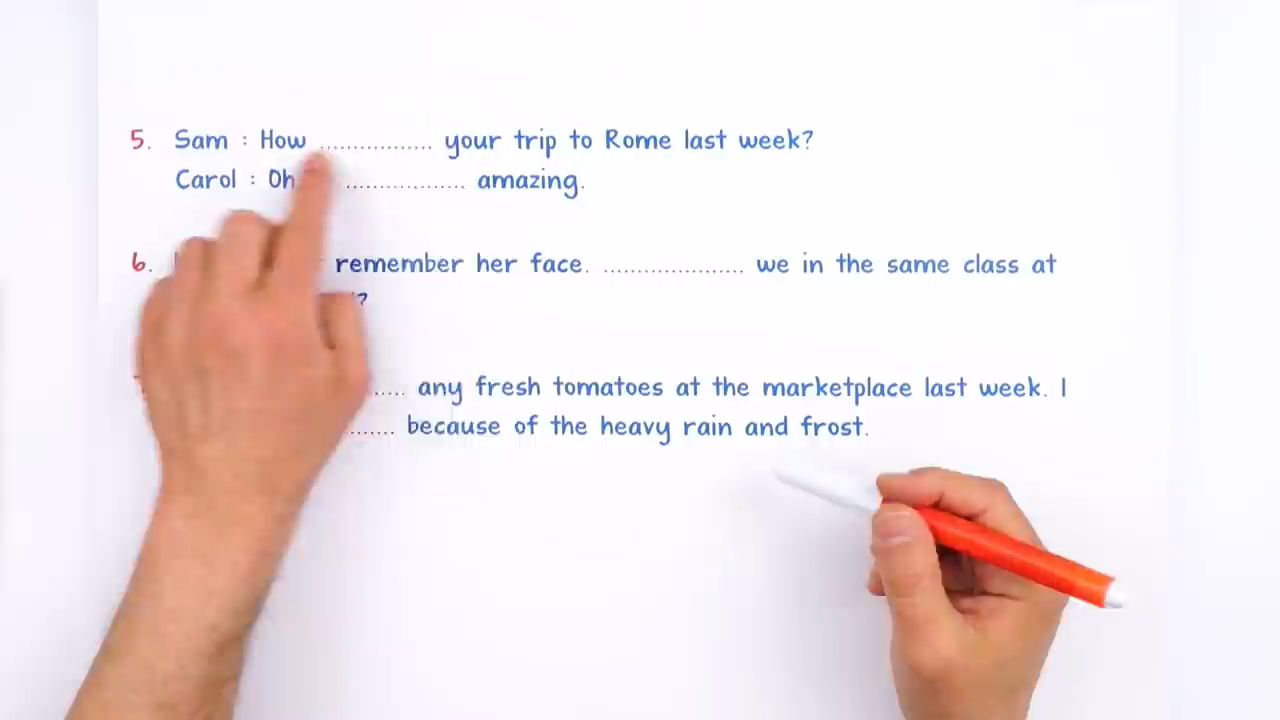 5. Sam : How ................. your trip to Rome last week?
Carol : Oh .................. amazing.
6. remember her face. ..................... we in the same class at
?
..... any fresh tomatoes at the marketplace last week. I
........ because of the heavy rain and frost.